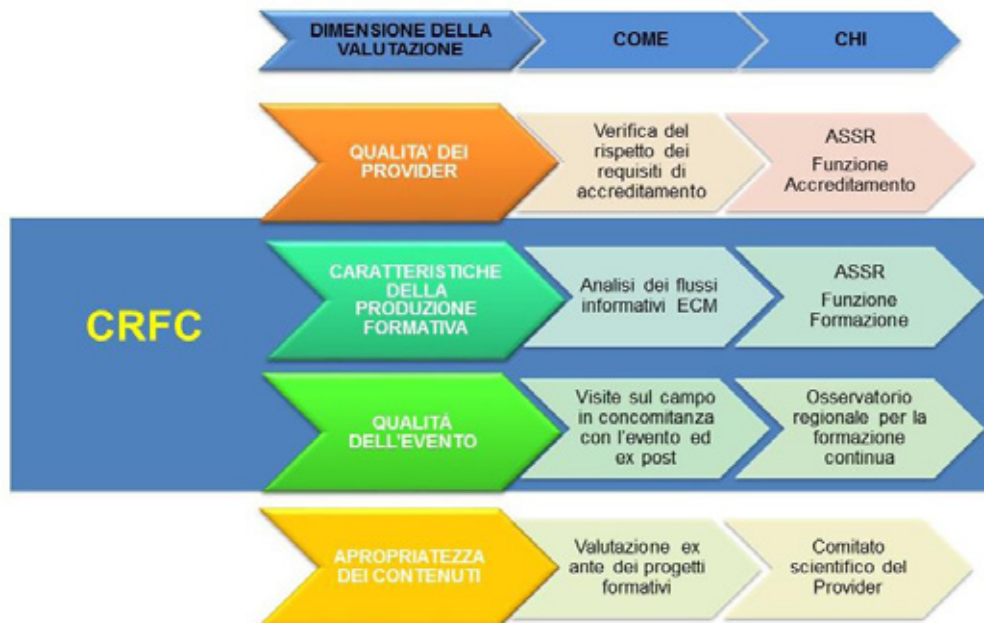 DIMENSIONE DELLA
VALUTAZIONE
COME
CHI
QUALITA' DEI
PROVIDER
Verifica del
rispetto dei
requisiti di
accreditamento
ASSR
Funzione
Accreditamento
CRFC
CARATTERISTICHE
DELLA
PRODUZIONE
FORMATIVA
Analisi dei flussi
informativi ECM
ASSR
Funzione
Formazione
QUALITÀ
DELL'EVENTO
Visite sul campo
in concomitanza
con l'evento ed
ex post
Osservatorio
regionale per la
formazione
continua
APROPRIATEZZA
DEI CONTENUTI
Valutazione ex
ante dei progetti
formativi
Comitato
scientifico del
Provider